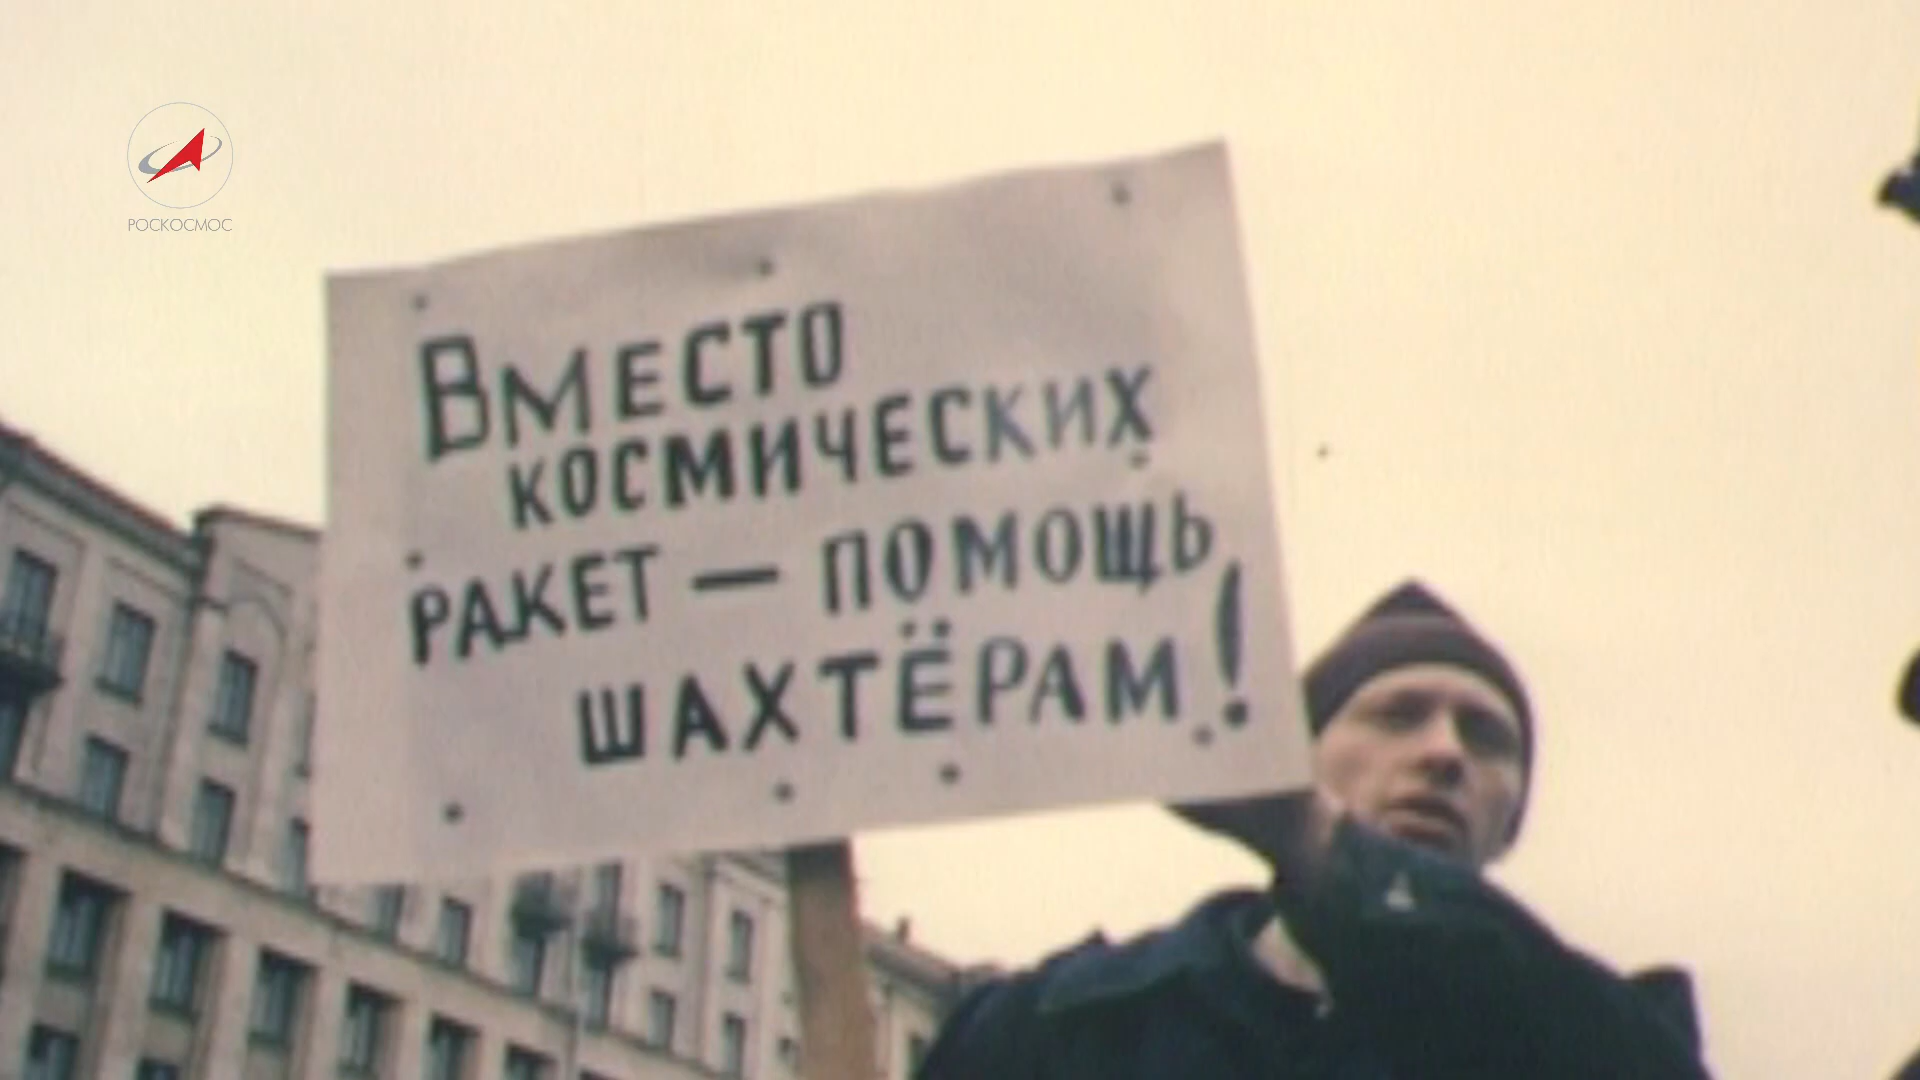 РОСКОСМОС
Вместо
космических
ракет — помощь
шахтёрам!